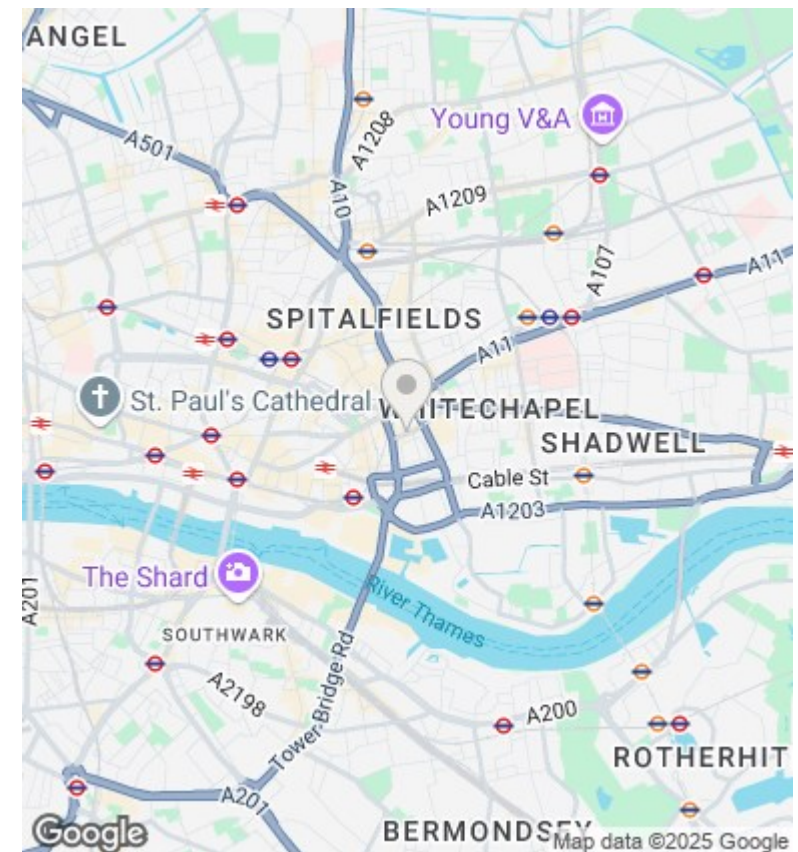 ANGEL
Young V&A
A1208
A501
A10
A1209
A107
A11
SPITALFIELDS
A11
St. Paul's Cathedral
WHITECHAPEL
SHADWELL
Cable St
A1203
The Shard
River Thames
A201
SOUTHWARK
Tower Bridge Rd
A2198
A200
ROTHERHIT
A201
BERMONDSEY
Google
Map data ©2025 Google